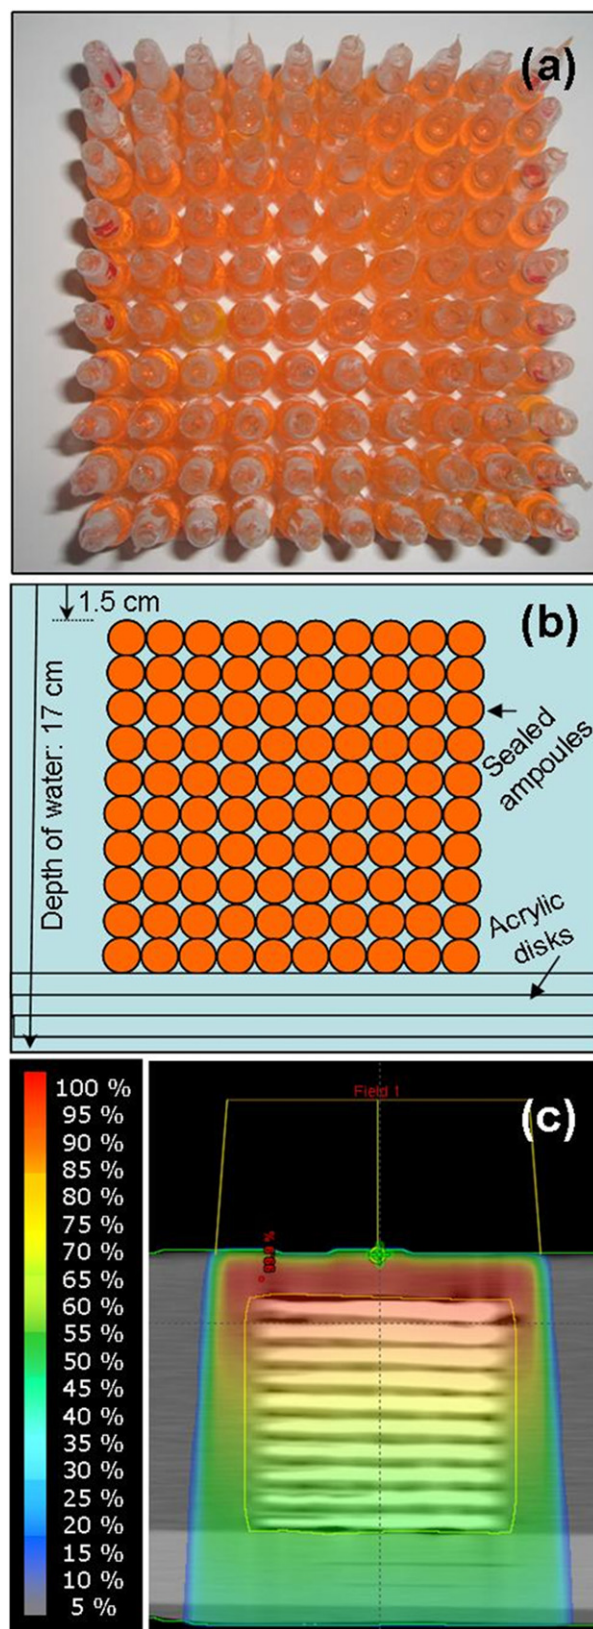 (a)
1.5 cm
(b)
Depth of water: 17 cm
Sealed
ampoules
Acrylic
disks
100 %
95 %
90 %
85 %
80 %
75 %
70 %
65 %
60 %
55 %
50 %
45 %
40 %
35 %
30 %
25 %
20 %
15 %
10 %
5 %
Field 1
(c)